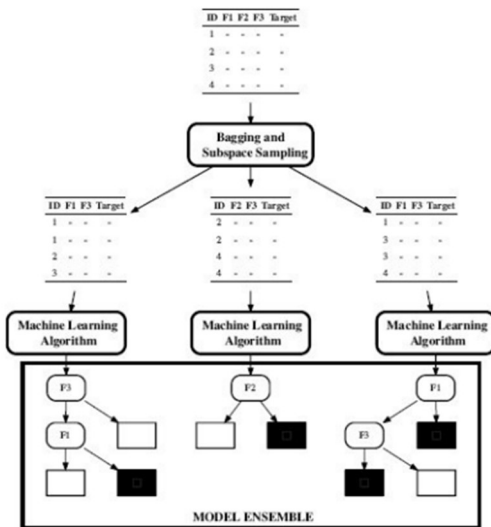 ID F1 F2 F3 Target
1 - - - -
2 - - - -
3 - - - -
4 - - - -
Bagging and
Subspace Sampling
ID F1 F3 Target
1 - - -
1 - - -
2 - - -
3 - - -
ID F2 F3 Target
2 - - -
2 - - -
4 - - -
4 - - -
ID F1 F3 Target
1 - - -
3 - - -
3 - - -
4 - - -
Machine Learning
Algorithm
Machine Learning
Algorithm
Machine Learning
Algorithm
F3
F2
F1
F1
F3
MODEL ENSEMBLE